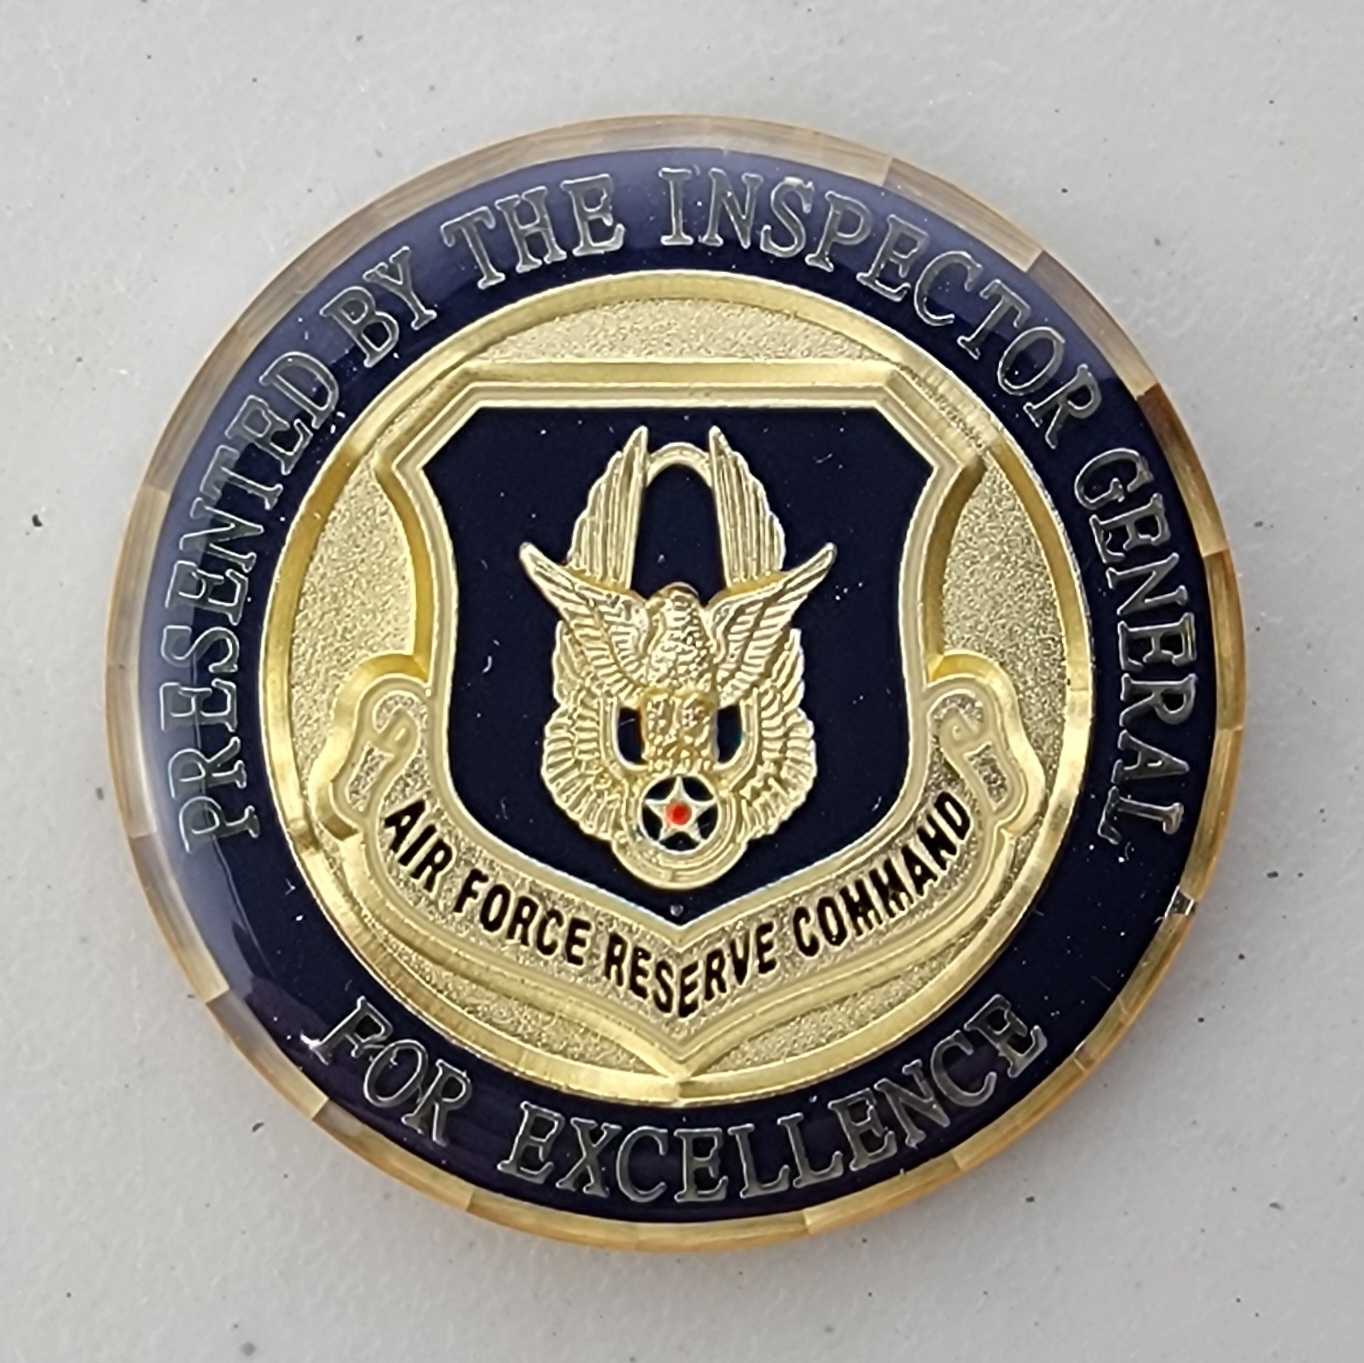 PRESENTED BY THE INSPECTOR GENERAL
AIR FORCE RESERVE COMMAND
FOR EXCELLENCE